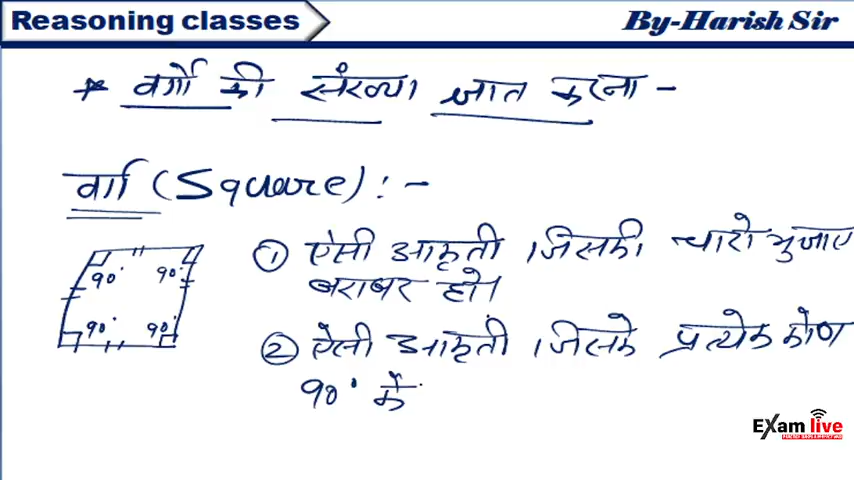 Reasoning classes
By-Harish Sir
* वर्गो की संख्या ज्ञात करना -
वर्ग (Square) : -
① ऐसी आकृती जिसकी चारो भुजाए
बराबर हो।
② ऐसी आकृती जिसके प्रत्येक कोण
90° के
90° 90°
90° 90°
Exam live